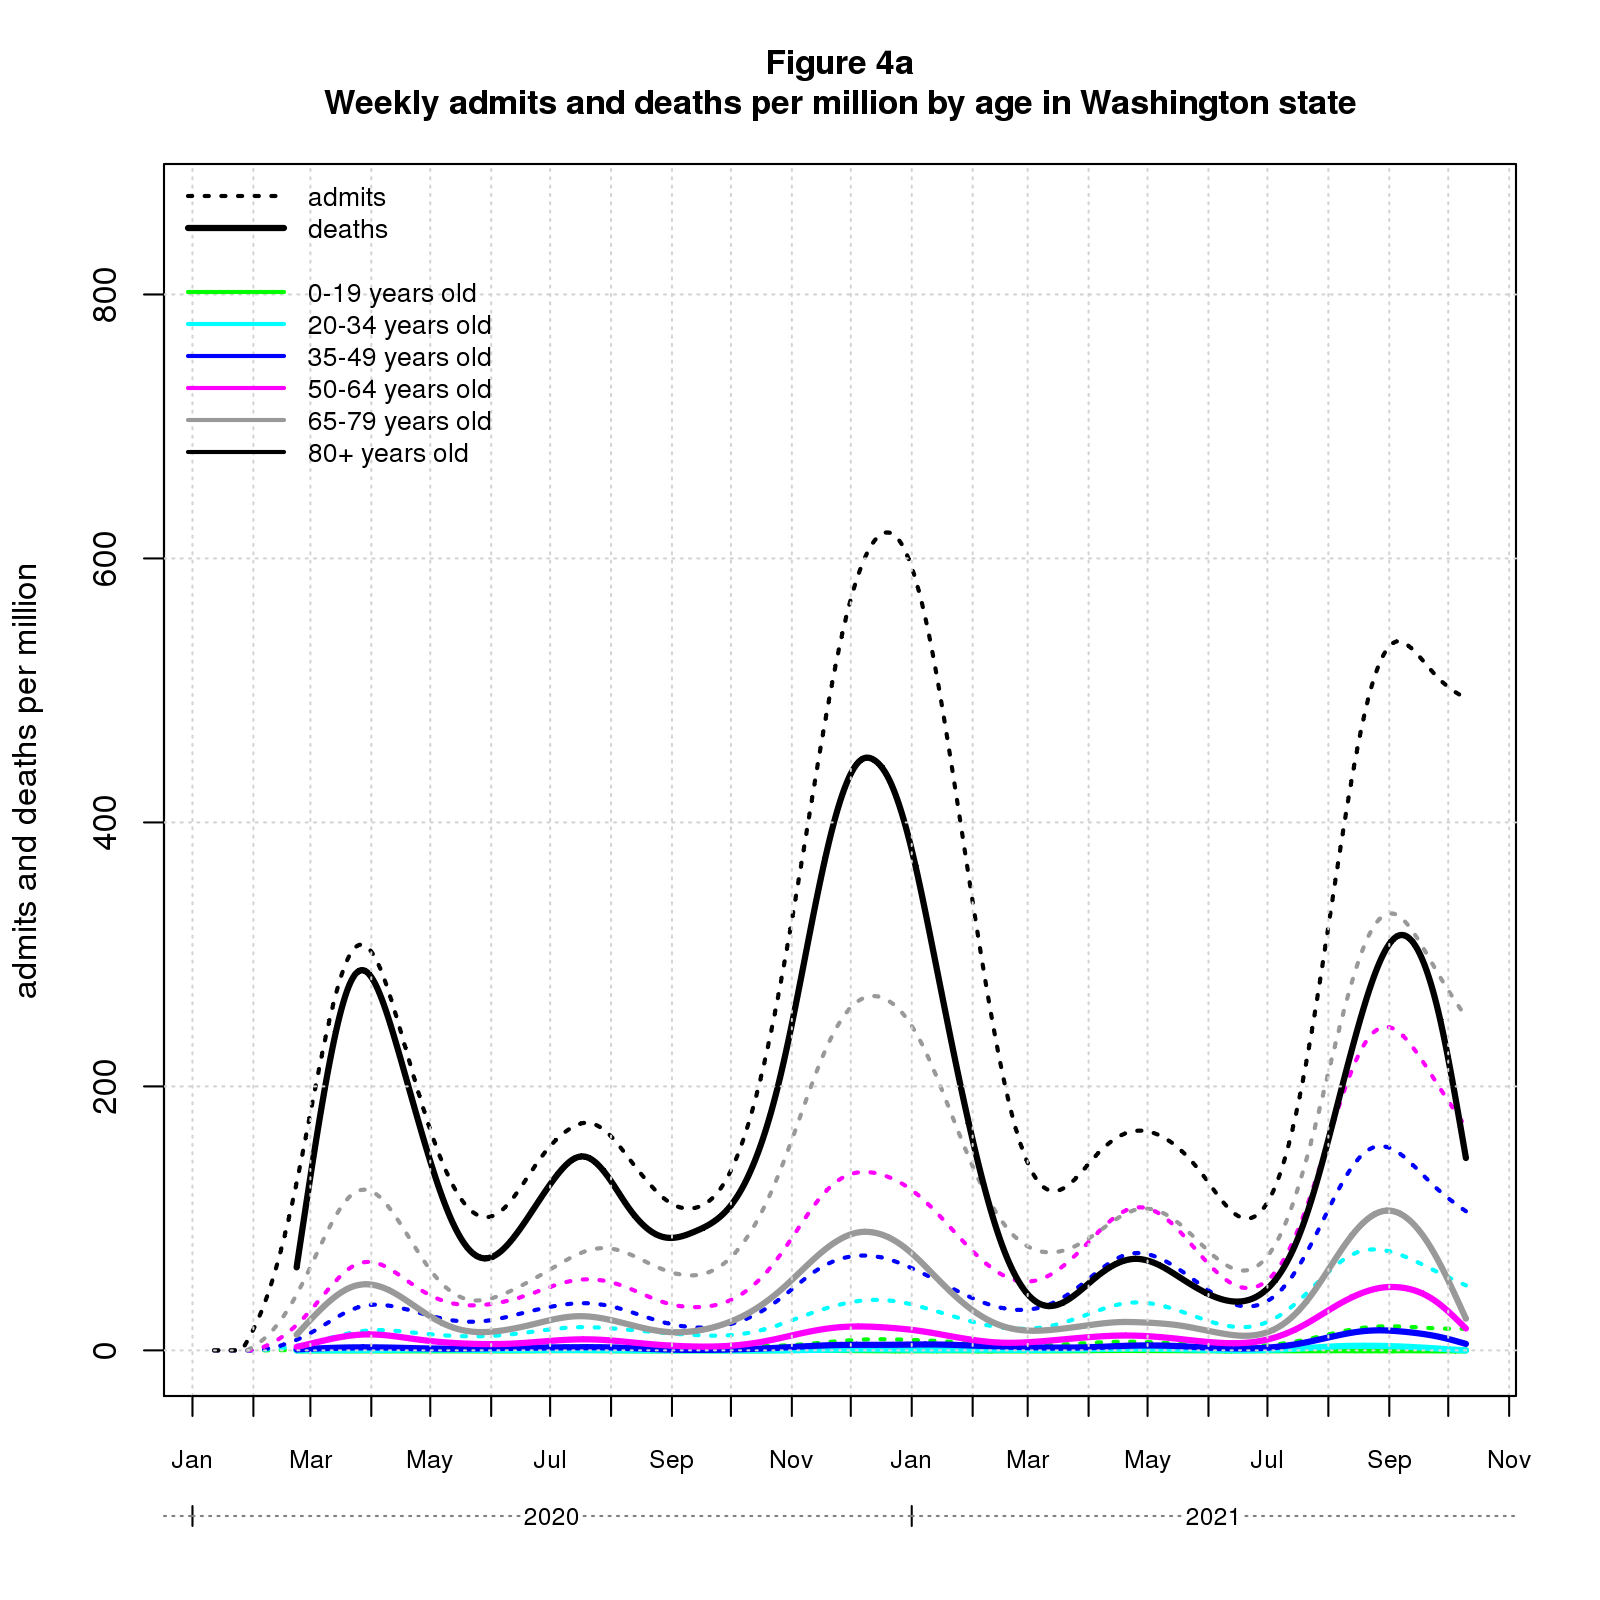 Figure 4a
Weekly admits and deaths per million by age in Washington state
admits
deaths
0-19 years old
20-34 years old
35-49 years old
50-64 years old
65-79 years old
80+ years old
admits and deaths per million
800
600
400
200
0
Jan Mar May Jul Sep Nov Jan Mar May Jul Sep Nov
2020 2021